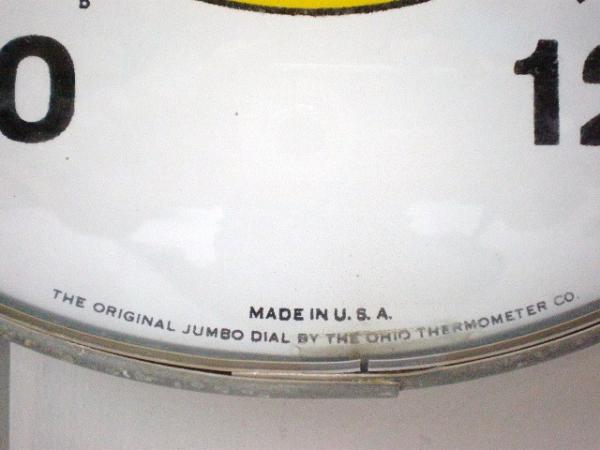 0 12
MADE IN U.S.A.
THE ORIGINAL JUMBO DIAL BY THE OHIO THERMOMETER CO.